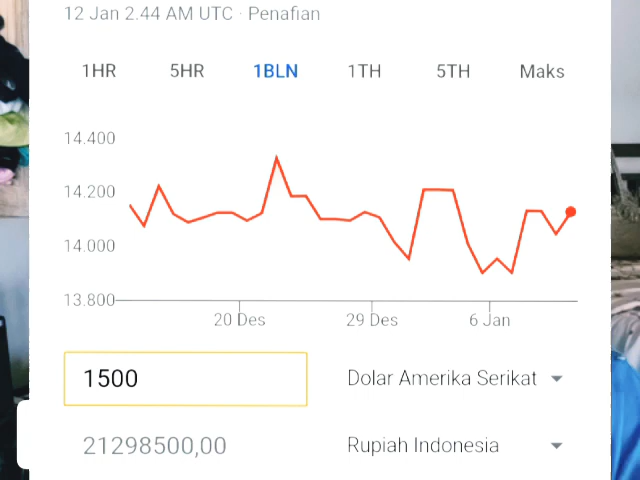 12 Jan 2.44 AM UTC · Penafian
1HR 5HR 1BLN 1TH 5TH Maks
14.400
14.200
14.000
13.800
20 Des 29 Des 6 Jan
1500 Dolar Amerika Serikat
21298500,00 Rupiah Indonesia